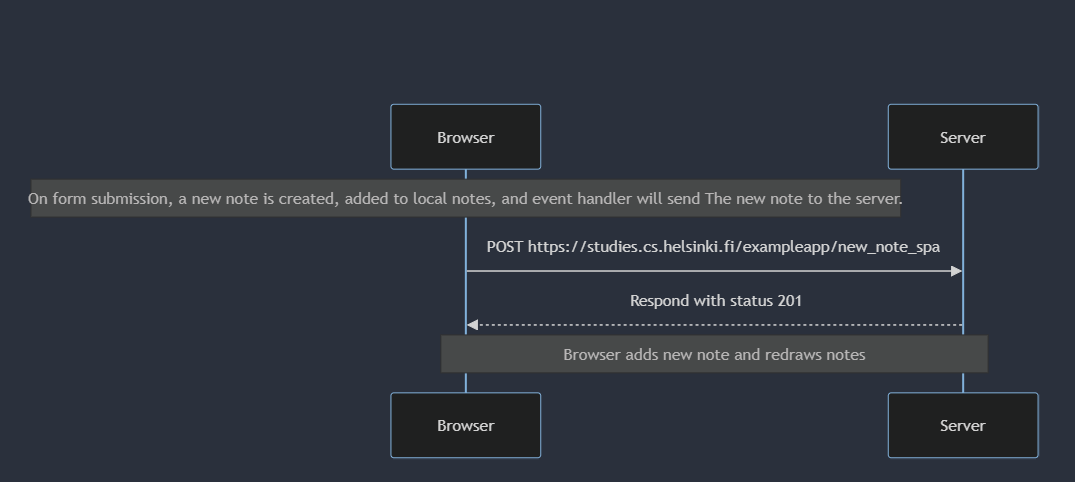 Browser
Server
On form submission, a new note is created, added to local notes, and event handler will send The new note to the server.
POST https://studies.cs.helsinki.fi/exampleapp/new_note_spa
Respond with status 201
Browser adds new note and redraws notes
Browser
Server